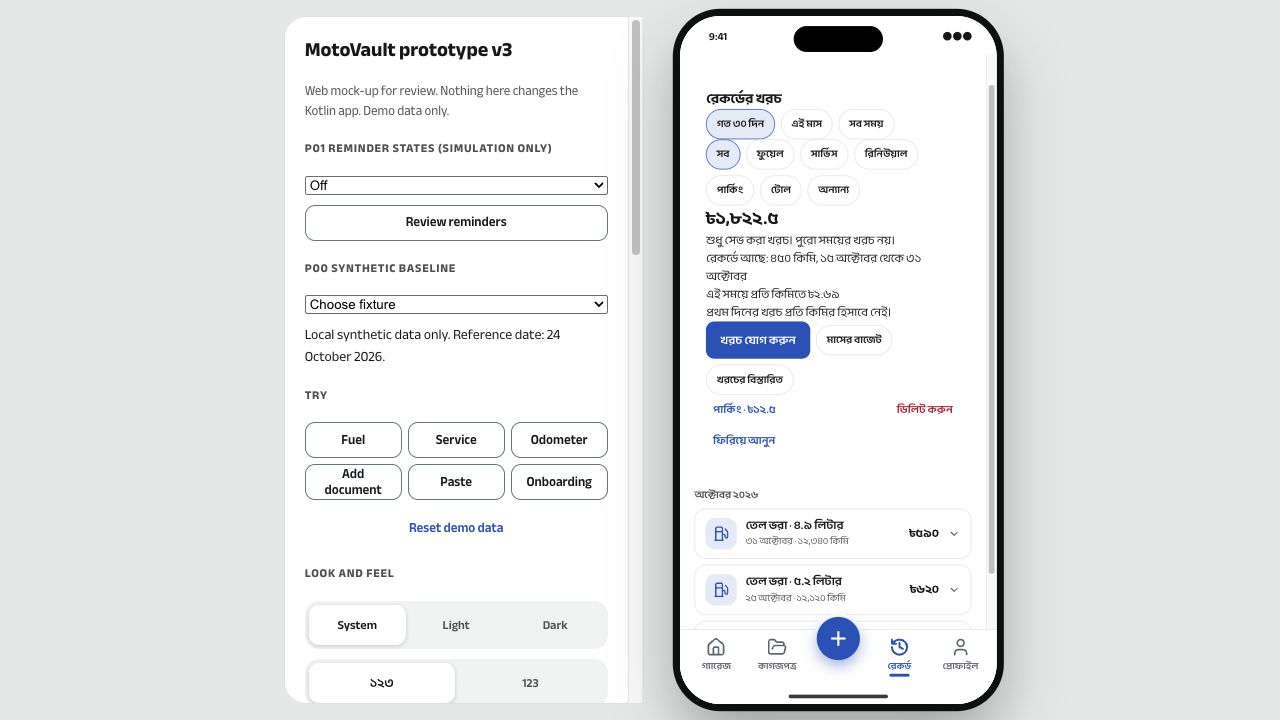 MotoVault prototype v3
Web mock-up for review. Nothing here changes the
Kotlin app. Demo data only.
P01 REMINDER STATES (SIMULATION ONLY)
Off
Review reminders
P00 SYNTHETIC BASELINE
Choose fixture
Local synthetic data only. Reference date: 24
October 2026.
TRY
Fuel
Service
Odometer
Add
document
Paste
Onboarding
Reset demo data
LOOK AND FEEL
System
Light
Dark
১২৩
123
9:41
রেকর্ডের খরচ
গত ৩০ দিন
এই মাস
সব সময়
সব
ফুয়েল
সার্ভিস
রিনিউয়াল
পার্কিং
টোল
অন্যান্য
৳১,৮২২.৫
শুধু সেভ করা খরচ। পুরো সময়ের খরচ নয়।
রেকর্ডে আছে: ৪৫০ কিমি, ১৫ অক্টোবর থেকে ৩১
অক্টোবর
এই সময়ে প্রতি কিমিতে ৳২.৬৯
প্রথম দিনের খরচ প্রতি কিমির হিসাবে নেই।
খরচ যোগ করুন
মাসের বাজেট
খরচের বিস্তারিত
পার্কিং · ৳১২.৫
ডিলিট করুন
ফিরিয়ে আনুন
অক্টোবর ২০২৬
তেল ভরা · ৪.৯ লিটার
৩১ অক্টোবর · ১২,৩৪০ কিমি
৳৫৯০
তেল ভরা · ৫.২ লিটার
২৫ অক্টোবর · ১২,১২০ কিমি
৳৬২০
গ্যারেজ
কাগজপত্র
রেকর্ড
প্রোফাইল